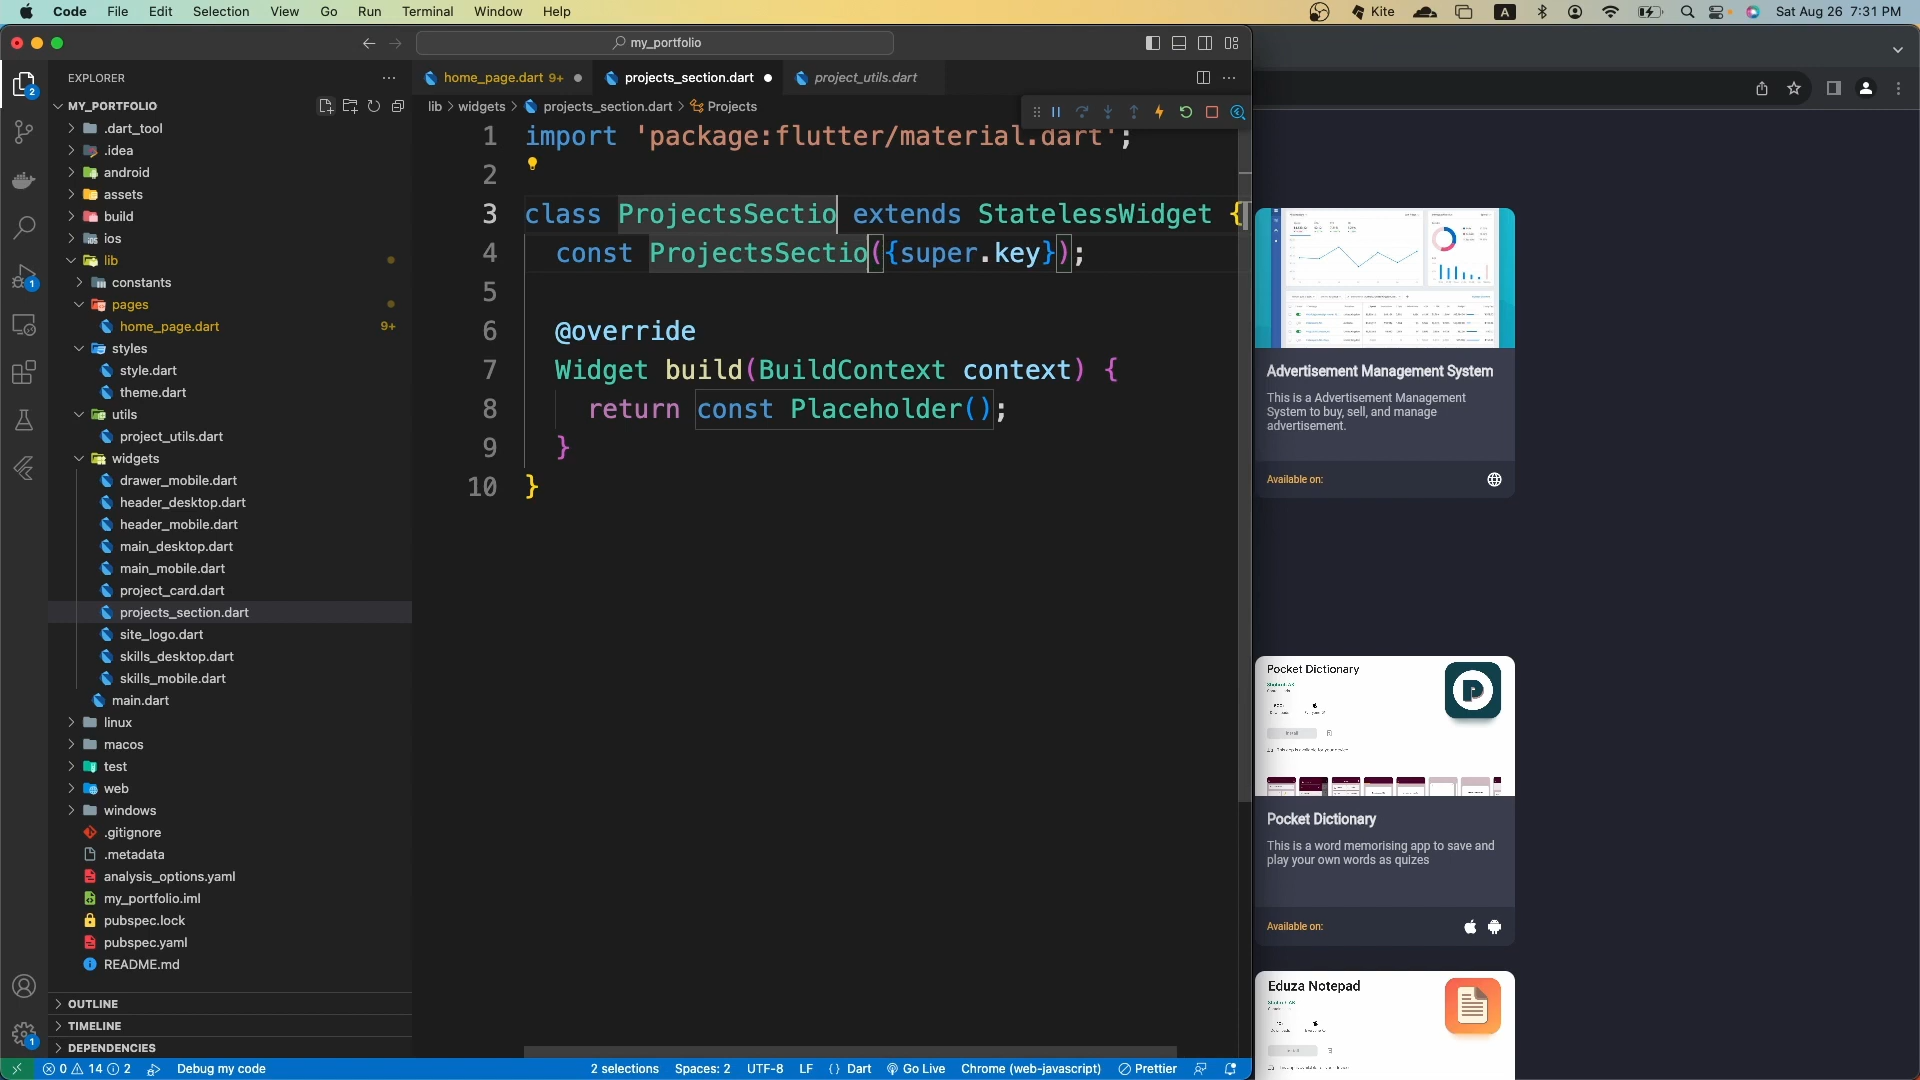 Code File Edit Selection View Go Run Terminal Window Help
Kite
A
Sat Aug 26 7:31 PM
my_portfolio
EXPLORER
MY_PORTFOLIO
.dart_tool
.idea
android
assets
build
ios
lib
constants
pages
home_page.dart 9+
styles
style.dart
theme.dart
utils
project_utils.dart
widgets
drawer_mobile.dart
header_desktop.dart
header_mobile.dart
main_desktop.dart
main_mobile.dart
project_card.dart
projects_section.dart
site_logo.dart
skills_desktop.dart
skills_mobile.dart
main.dart
linux
macos
test
web
windows
.gitignore
.metadata
analysis_options.yaml
my_portfolio.iml
pubspec.lock
pubspec.yaml
README.md
OUTLINE
TIMELINE
DEPENDENCIES
2
1
1
home_page.dart 9+
projects_section.dart
project_utils.dart
lib > widgets > projects_section.dart > Projects
1 import 'package:flutter/material.dart';
2
3 class ProjectsSectio extends StatelessWidget {
4 const ProjectsSectio({super.key});
5
6 @override
7 Widget build(BuildContext context) {
8 return const Placeholder();
9 }
10 }
0 14 2 Debug my code
2 selections Spaces: 2 UTF-8 LF {} Dart Go Live Chrome (web-javascript) Prettier
Advertisement Management System
This is a Advertisement Management
System to buy, sell, and manage
advertisement.
Available on:
Pocket Dictionary
Install
Pocket Dictionary
This is a word memorising app to save and
play your own words as quizes
Available on:
Eduza Notepad